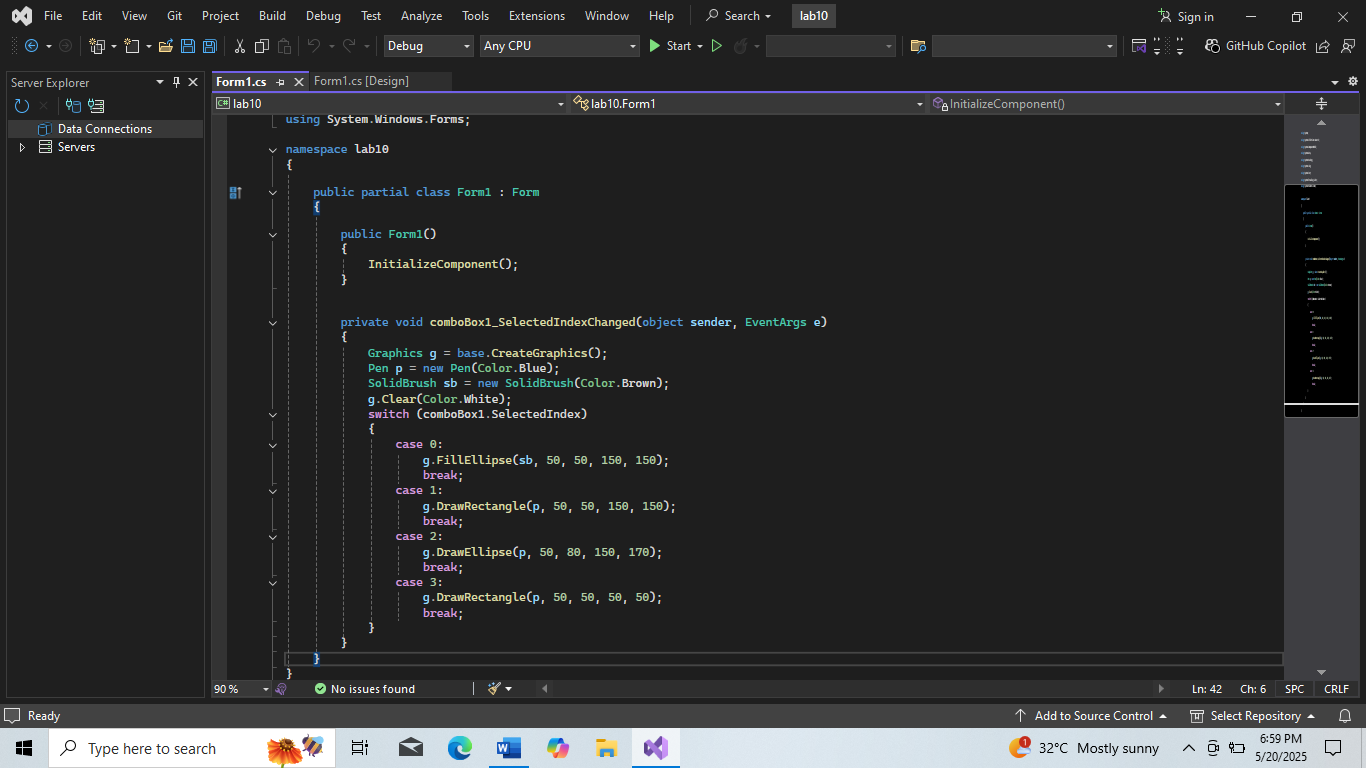 File Edit View Git Project Build Debug Test Analyze Tools Extensions Window Help Search lab10 Sign in
Debug Any CPU Start GitHub Copilot
Server Explorer
Data Connections
Servers
Form1.cs Form1.cs [Design]
C# lab10 lab10.Form1 InitializeComponent()
using System.Windows.Forms;
namespace lab10
{
public partial class Form1 : Form
{
public Form1()
{
InitializeComponent();
}
private void comboBox1_SelectedIndexChanged(object sender, EventArgs e)
{
Graphics g = base.CreateGraphics();
Pen p = new Pen(Color.Blue);
SolidBrush sb = new SolidBrush(Color.Brown);
g.Clear(Color.White);
switch (comboBox1.SelectedIndex)
{
case 0:
g.FillEllipse(sb, 50, 50, 150, 150);
break;
case 1:
g.DrawRectangle(p, 50, 50, 150, 150);
break;
case 2:
g.DrawEllipse(p, 50, 80, 150, 170);
break;
case 3:
g.DrawRectangle(p, 50, 50, 50, 50);
break;
}
}
}
}
90 % No issues found Ln: 42 Ch: 6 SPC CRLF
Ready Add to Source Control Select Repository
Type here to search 1 32°C Mostly sunny 6:59 PM
5/20/2025